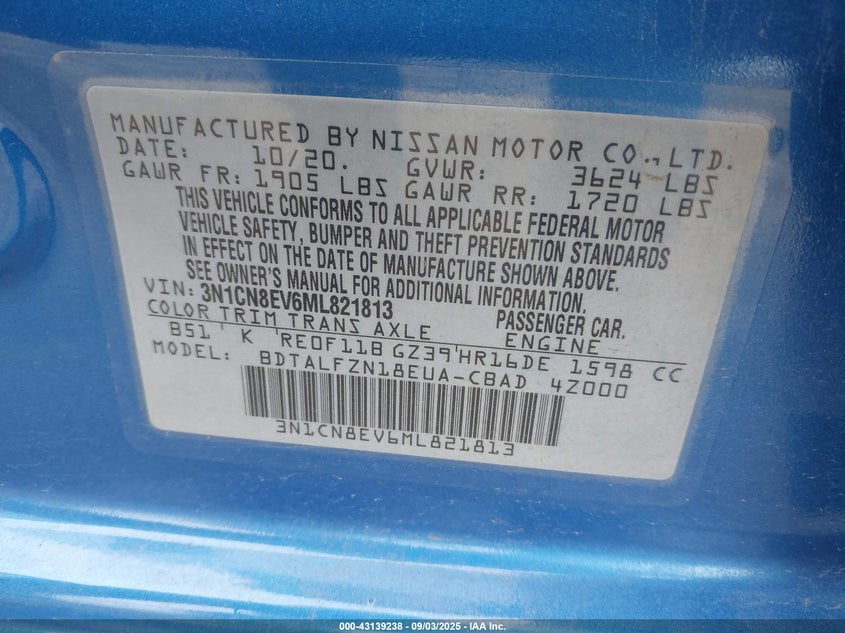 MANUFACTURED BY NISSAN MOTOR CO., LTD.
DATE: 10/20. GVWR: 3624 LBS
GAWR FR: 1905 LBS GAWR RR: 1720 LBS
THIS VEHICLE CONFORMS TO ALL APPLICABLE FEDERAL MOTOR
VEHICLE SAFETY, BUMPER AND THEFT PREVENTION STANDARDS
IN EFFECT ON THE DATE OF MANUFACTURE SHOWN ABOVE.
SEE OWNER'S MANUAL FOR ADDITIONAL INFORMATION.
VIN: 3N1CN8EV6ML821813 PASSENGER CAR.
COLOR TRIM TRANS AXLE ENGINE
B51 ' K 'RE0F11B GZ39'HR16DE 1598 CC
MODEL: BDTALFZN18EUA-CBAD 4Z000
3N1CN8EV6ML821813
000-43139238 - 09/03/2025 - IAA Inc.